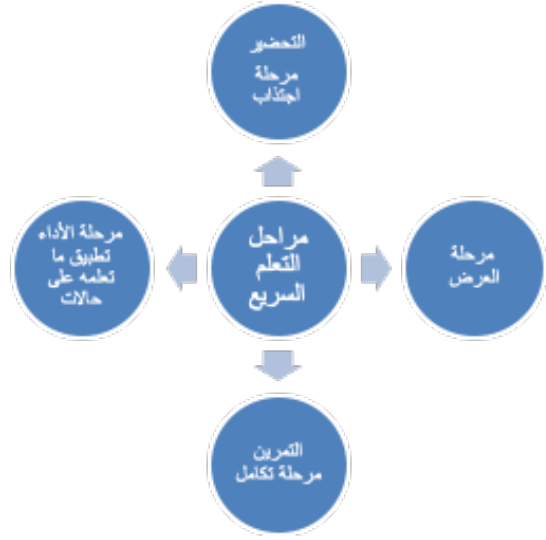 التحضير
مرحلة
اجتذاب
مراحل
التعلم
السريع
مرحلة
العرض
التمرين
مرحلة تكامل
مرحلة الأداء
تطبيق ما
تعلمه على
حالات